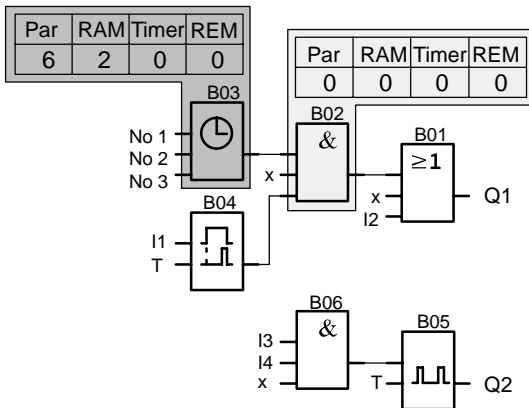 Par RAM Timer REM
6 2 0 0
Par RAM Timer REM
0 0 0 0
B03
B02
B01
No 1
No 2
No 3
&
x
≥1
x
I2
Q1
B04
I1
T
B06
&
I3
I4
x
B05
T
Q2